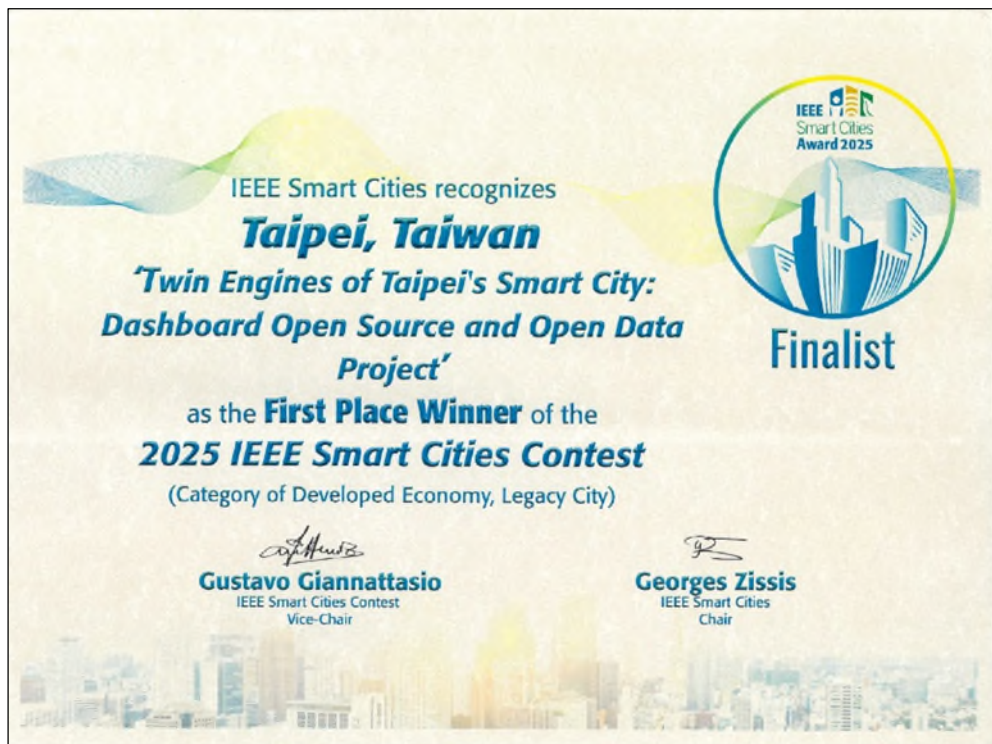 IEEE
Smart Cities
Award 2025
Finalist
IEEE Smart Cities recognizes
Taipei, Taiwan
‘Twin Engines of Taipei's Smart City:
Dashboard Open Source and Open Data
Project’
as the First Place Winner of the
2025 IEEE Smart Cities Contest
(Category of Developed Economy, Legacy City)
Gustavo Giannattasio
IEEE Smart Cities Contest
Vice-Chair
Georges Zissis
IEEE Smart Cities
Chair